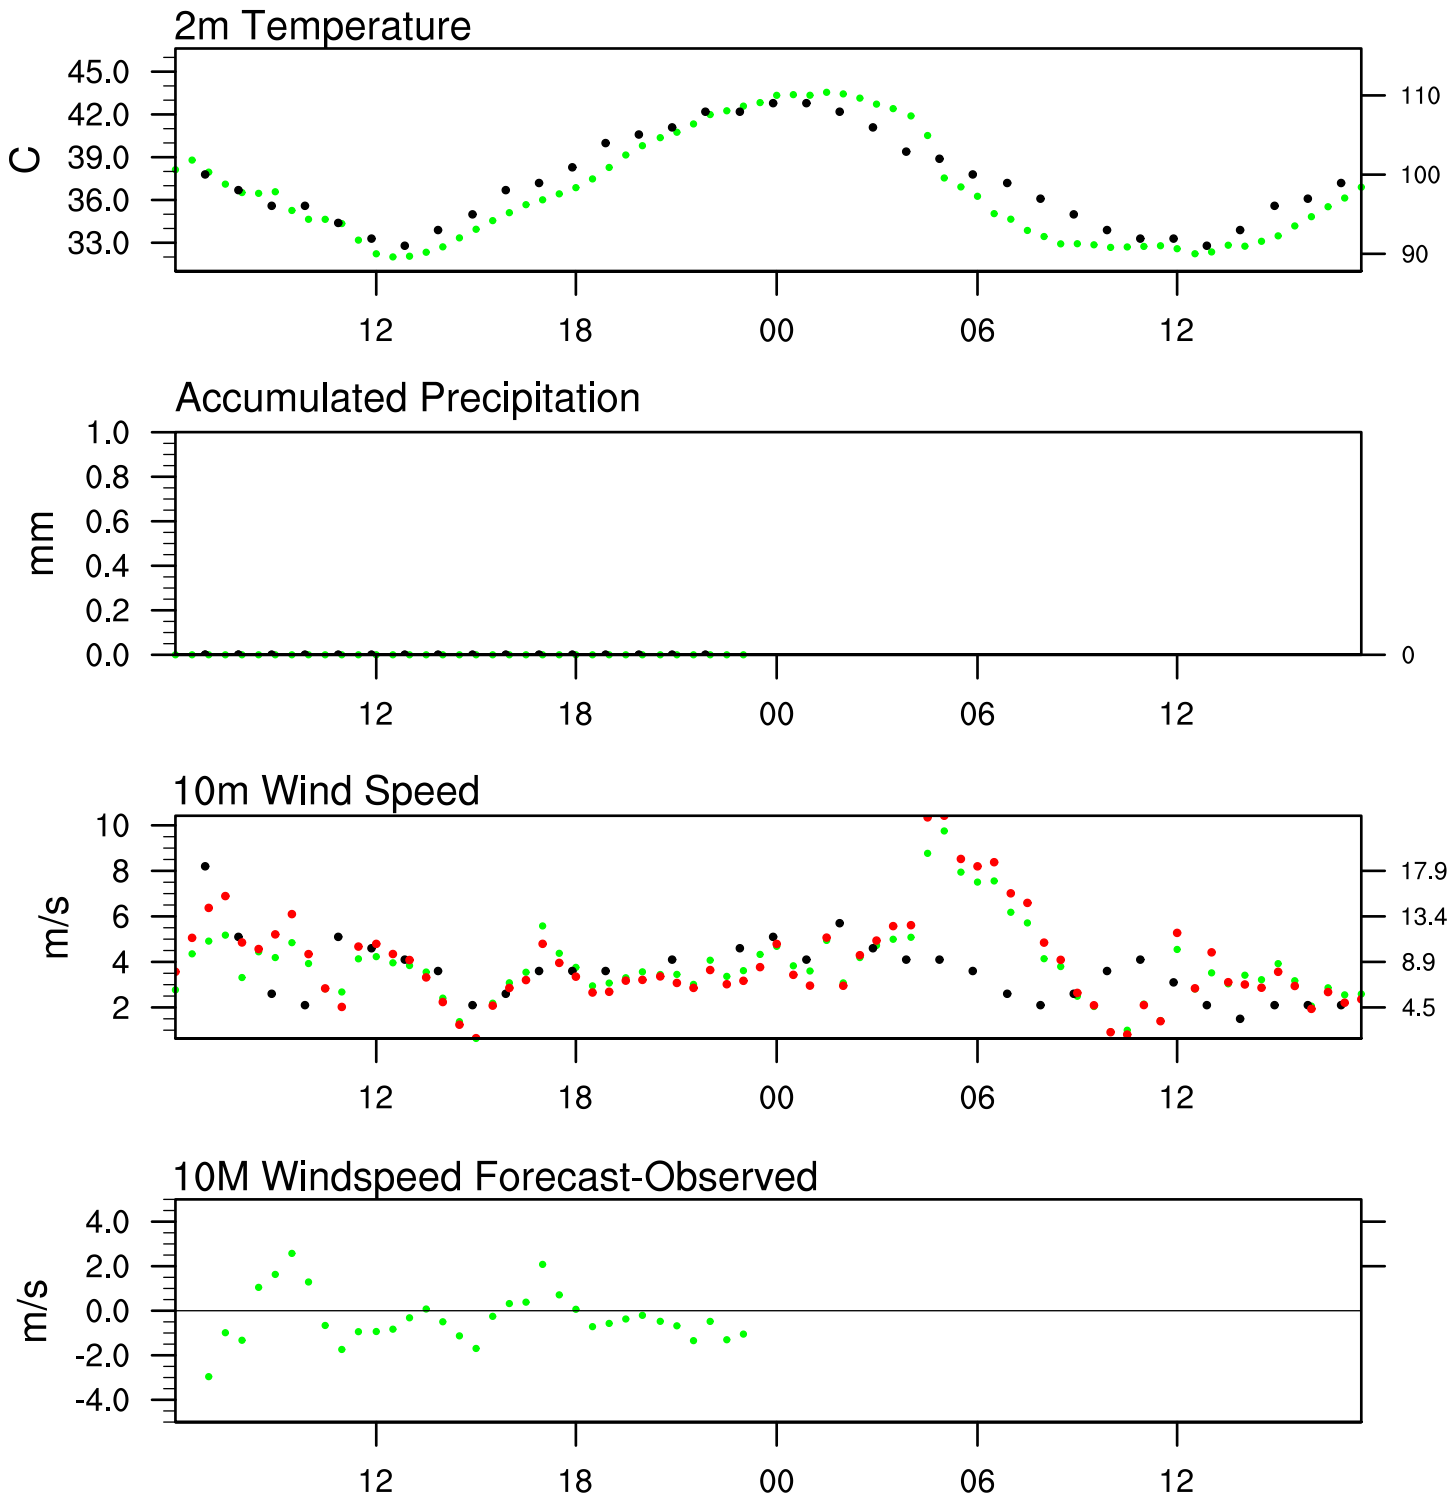 2m Temperature
45.0
42.0
39.0
36.0
33.0
C
110
100
90
12 18 00 06 12
Accumulated Precipitation
1.0
0.8
0.6
0.4
0.2
0.0
mm
0
12 18 00 06 12
10m Wind Speed
10
8
6
4
2
m/s
17.9
13.4
8.9
4.5
12 18 00 06 12
10M Windspeed Forecast-Observed
4.0
2.0
0.0
-2.0
-4.0
m/s
12 18 00 06 12